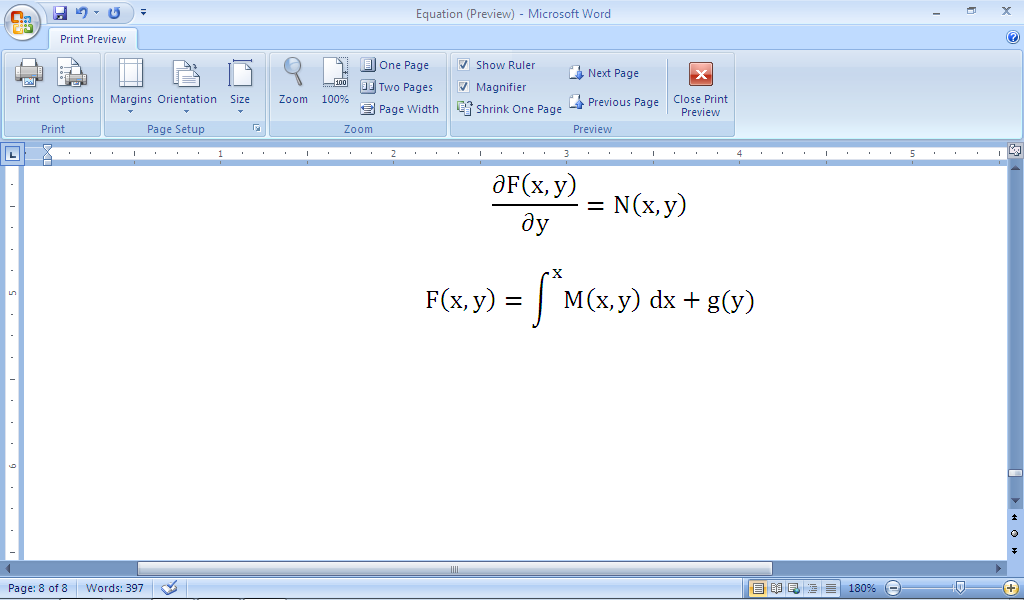 Equation (Preview) - Microsoft Word
Print Preview
Print
Options
Print
Margins
Orientation
Size
Page Setup
Zoom
100%
One Page
Two Pages
Page Width
Zoom
Show Ruler
Magnifier
Shrink One Page
Next Page
Previous Page
Close Print
Preview
Preview
1 2 3 4 5
∂F(x, y)
∂y
= N(x, y)
5
F(x, y) = ∫ˣ M(x, y) dx + g(y)
6
Page: 8 of 8 Words: 397 180%